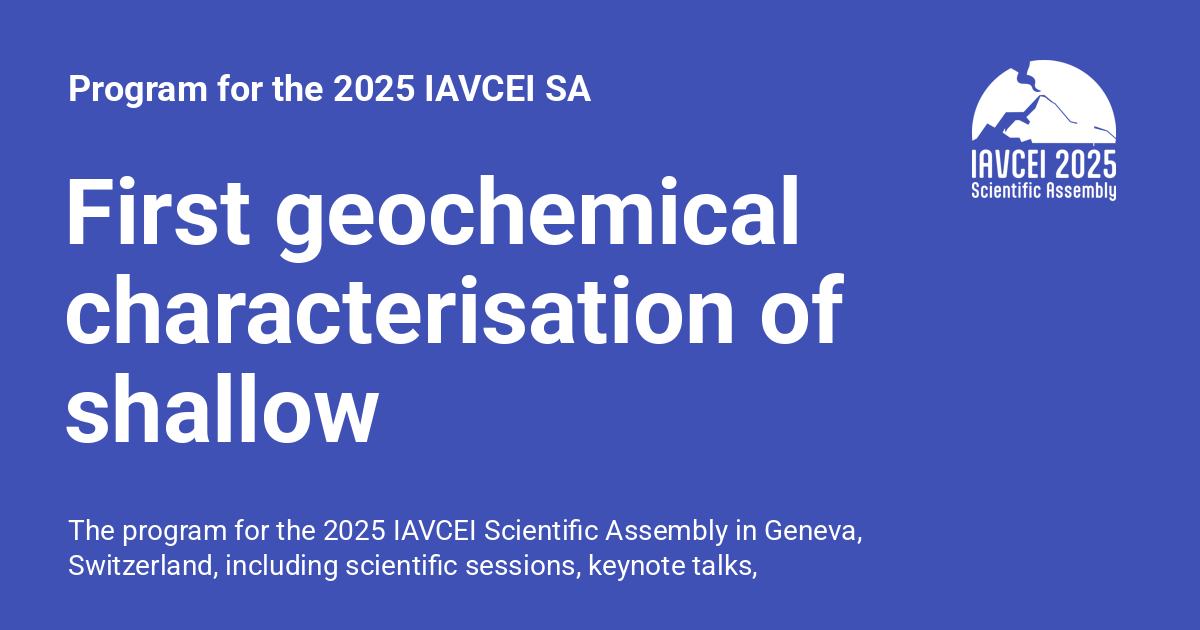 Program for the 2025 IAVCEI SA
IAVCEI 2025
Scientific Assembly
First geochemical
characterisation of
shallow
The program for the 2025 IAVCEI Scientific Assembly in Geneva,
Switzerland, including scientific sessions, keynote talks,